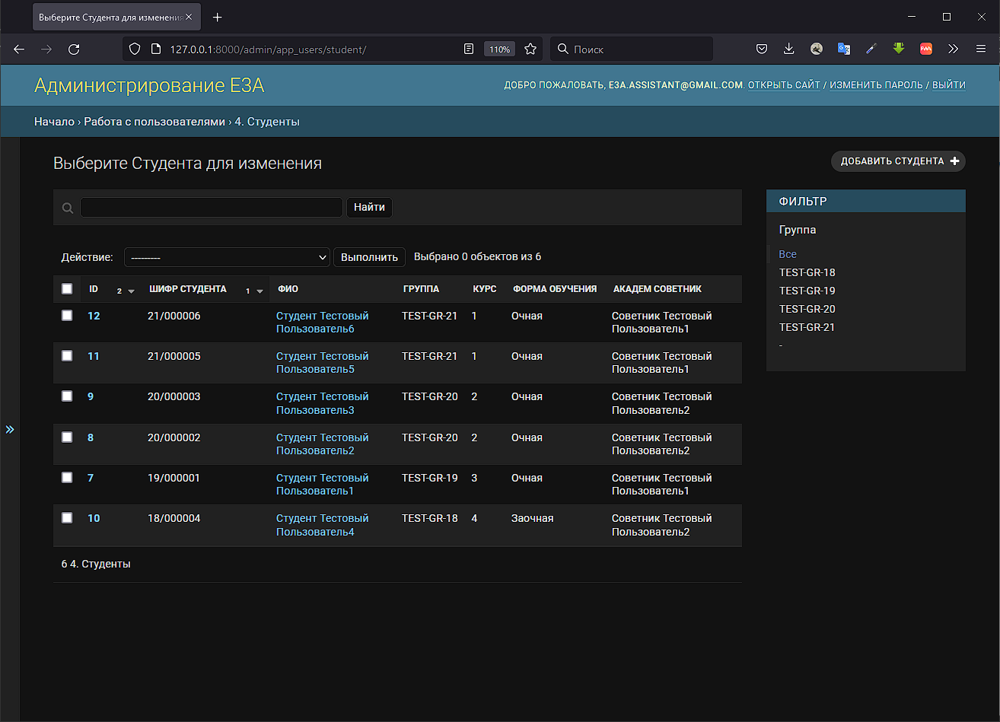 Выберите Студента для изменения
127.0.0.1:8000/admin/app_users/student/
110%
Поиск
Администрирование E3A
ДОБРО ПОЖАЛОВАТЬ, E3A.ASSISTANT@GMAIL.COM. ОТКРЫТЬ САЙТ / ИЗМЕНИТЬ ПАРОЛЬ / ВЫЙТИ
Начало › Работа с пользователями › 4. Студенты
Выберите Студента для изменения
ДОБАВИТЬ СТУДЕНТА
Найти
Действие: --------- Выполнить Выбрано 0 объектов из 6
ID 2 ШИФР СТУДЕНТА 1 ФИО ГРУППА КУРС ФОРМА ОБУЧЕНИЯ АКАДЕМ СОВЕТНИК
12 21/000006 Студент Тестовый TEST-GR-21 1 Очная Советник Тестовый
Пользователь6 Пользователь1
11 21/000005 Студент Тестовый TEST-GR-21 1 Очная Советник Тестовый
Пользователь5 Пользователь1
9 20/000003 Студент Тестовый TEST-GR-20 2 Очная Советник Тестовый
Пользователь3 Пользователь2
8 20/000002 Студент Тестовый TEST-GR-20 2 Очная Советник Тестовый
Пользователь2 Пользователь2
7 19/000001 Студент Тестовый TEST-GR-19 3 Очная Советник Тестовый
Пользователь1 Пользователь1
10 18/000004 Студент Тестовый TEST-GR-18 4 Заочная Советник Тестовый
Пользователь4 Пользователь2
6 4. Студенты
ФИЛЬТР
Группа
Все
TEST-GR-18
TEST-GR-19
TEST-GR-20
TEST-GR-21
-